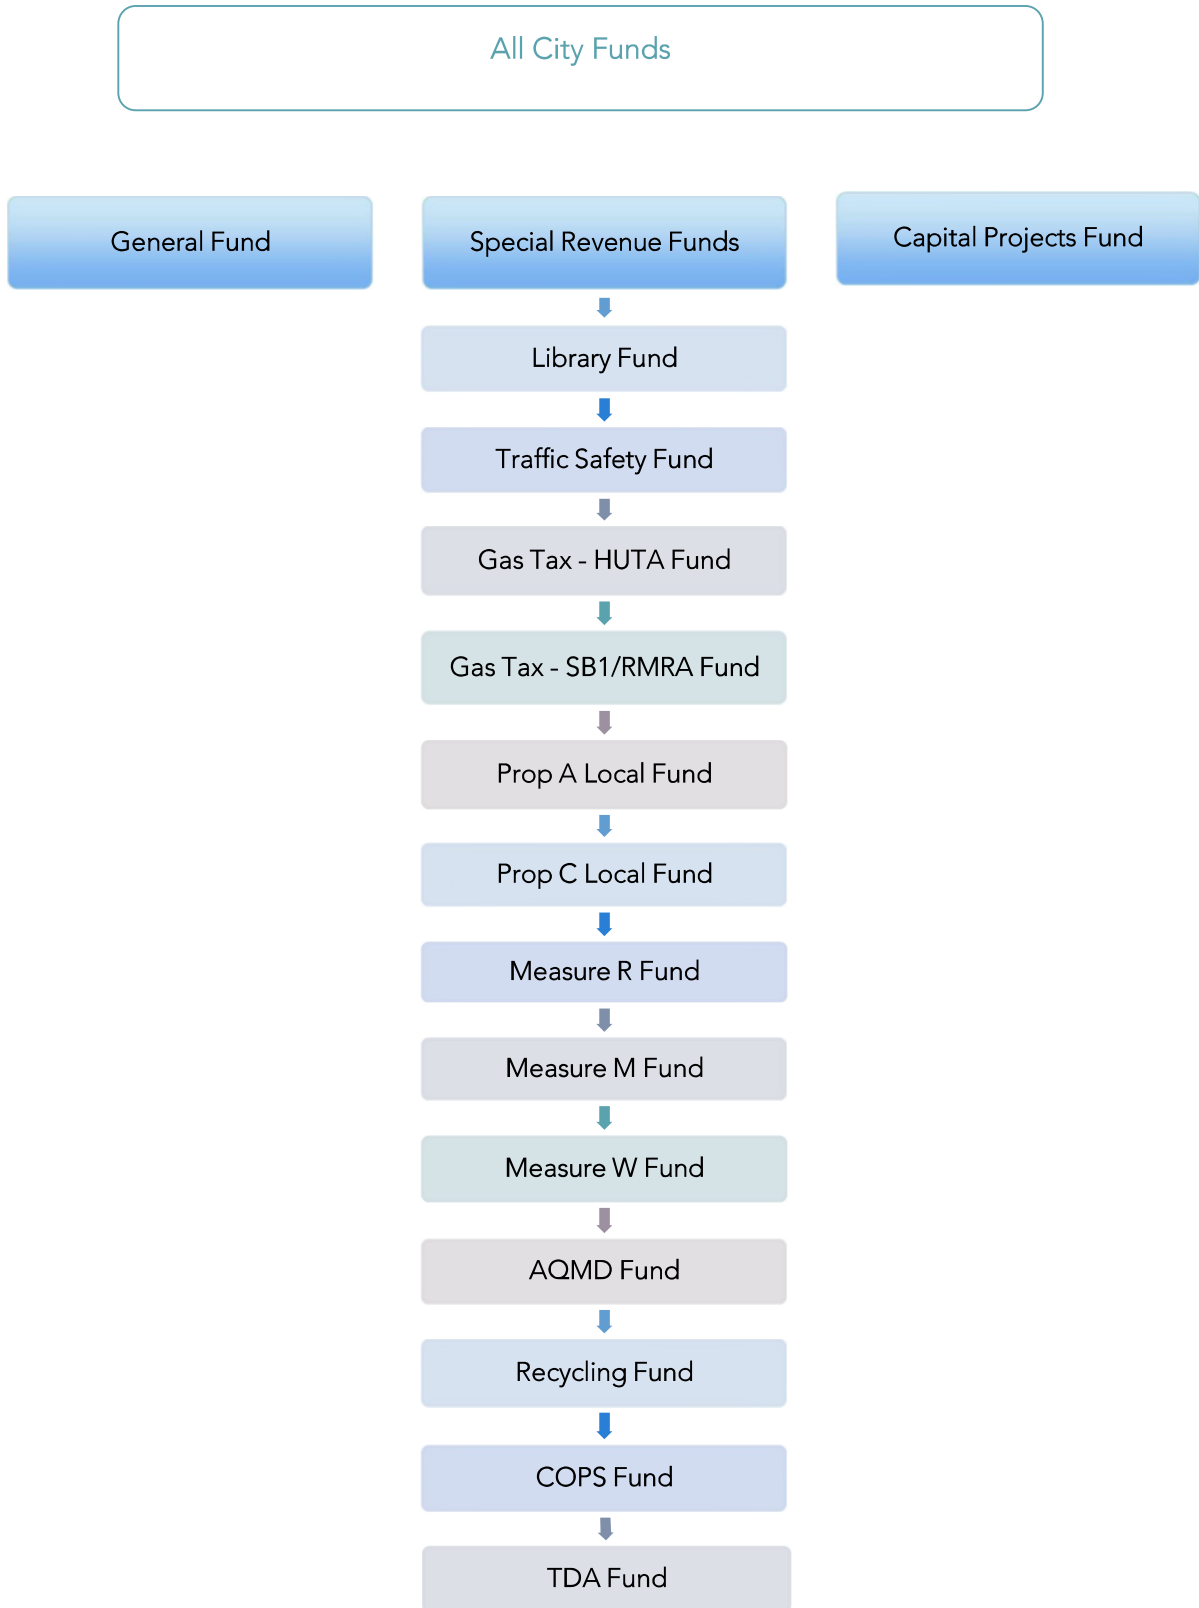 All City Funds
General Fund
Special Revenue Funds
Capital Projects Fund
Library Fund
Traffic Safety Fund
Gas Tax - HUTA Fund
Gas Tax - SB1/RMRA Fund
Prop A Local Fund
Prop C Local Fund
Measure R Fund
Measure M Fund
Measure W Fund
AQMD Fund
Recycling Fund
COPS Fund
TDA Fund